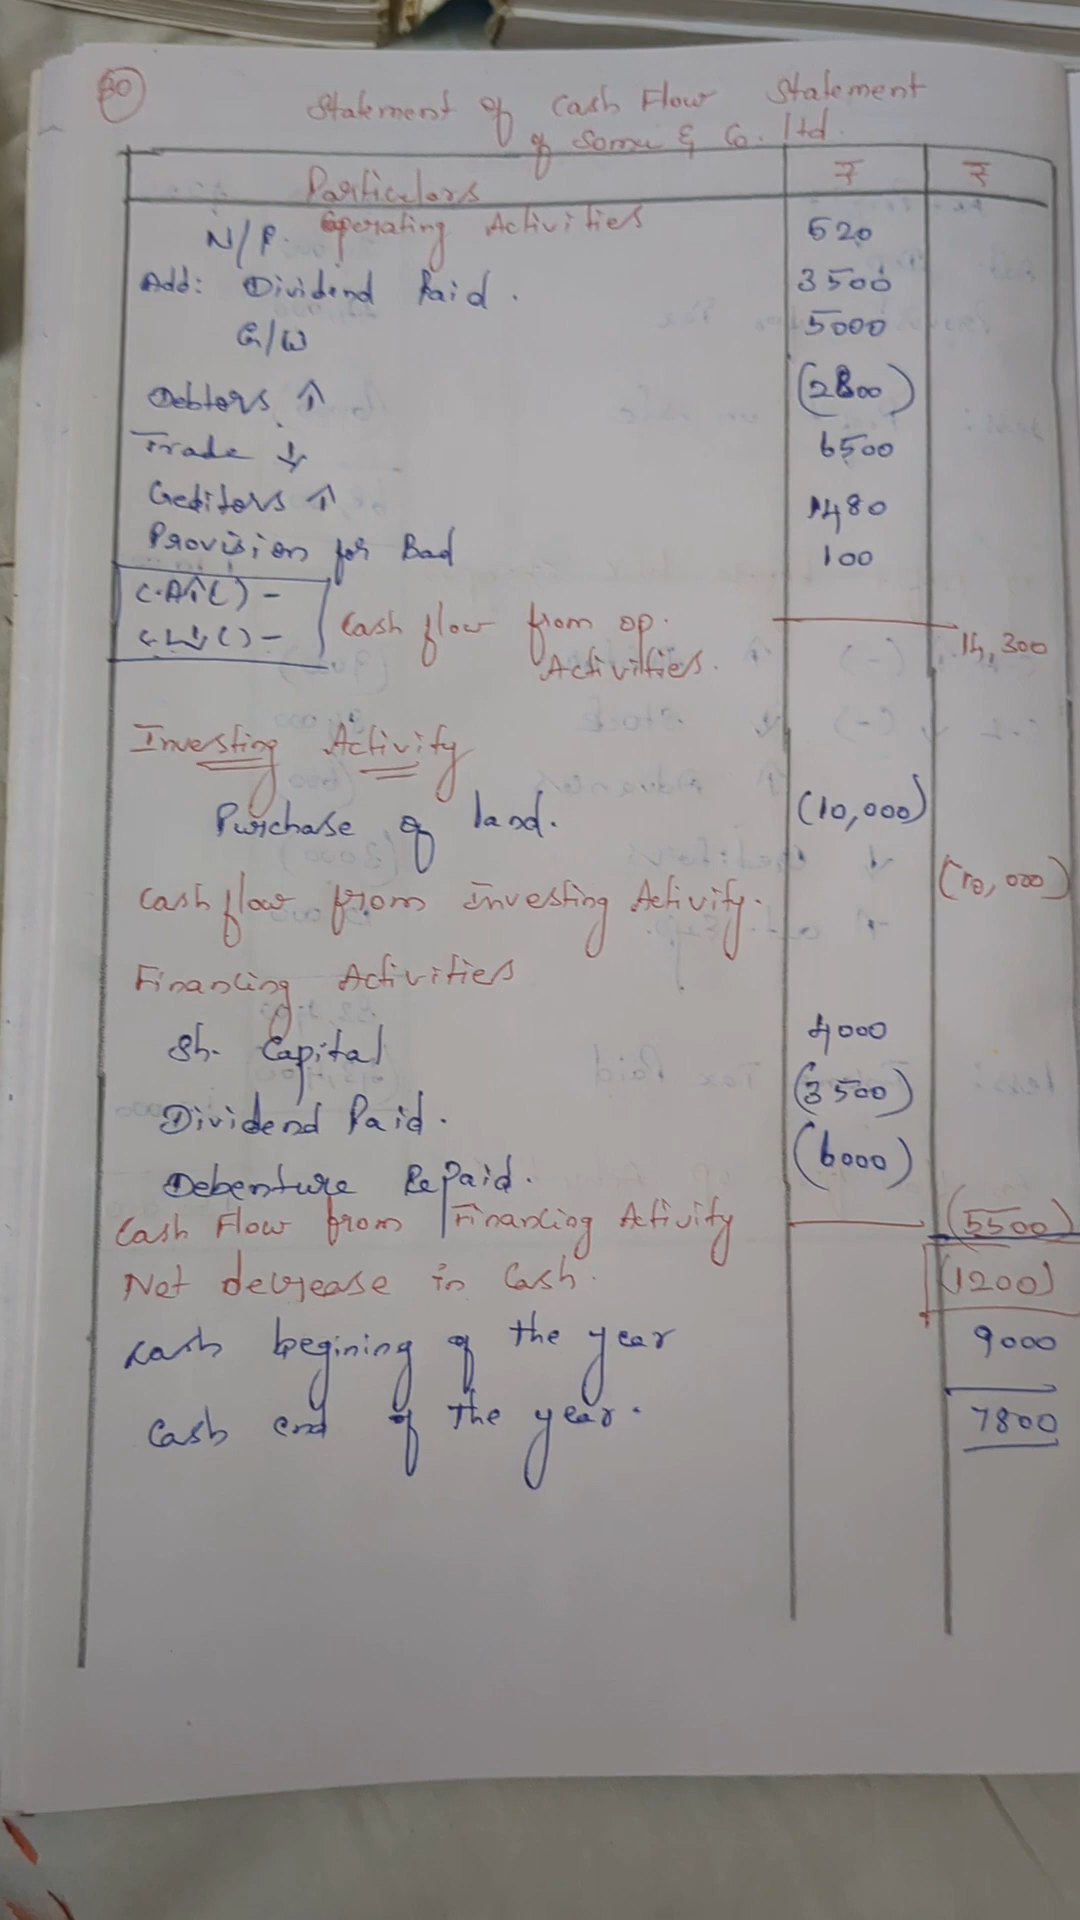 30
Statement of Cash Flow Statement
of Somu & Co. ltd.
Particulars ₹ ₹
Operating Activities
N/P. 520
Add: Dividend Paid. 3500
G/W 5000
Debtors ↑ (2800)
Trade ↓ 6500
Creditors ↑ 1480
Provision for Bad 100
C.A↑(-) -
C.L↓(-) -
Cash flow from op. Activities. 14,300
Investing Activity
Purchase of land. (10,000)
Cash flow from Investing Activity. (10,000)
Financing Activities
Sh. Capital 4000
Dividend Paid. (3500)
Debenture RePaid. (6000)
Cash Flow from Financing Activity (5500)
Net decrease in Cash. (1200)
Cash begining of the year 9000
Cash end of the year. 7800